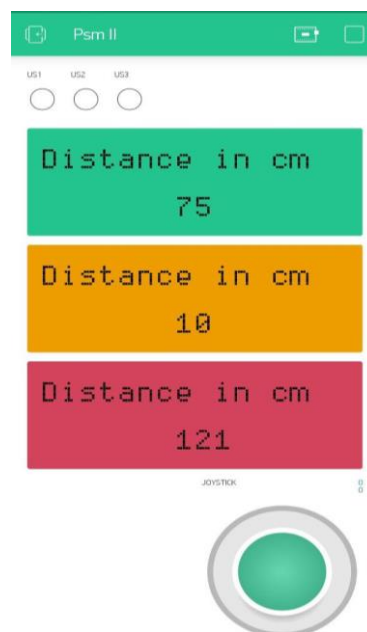 Psm II
US1 US2 US3
Distance in cm
75
Distance in cm
10
Distance in cm
121
JOYSTICK
0
0